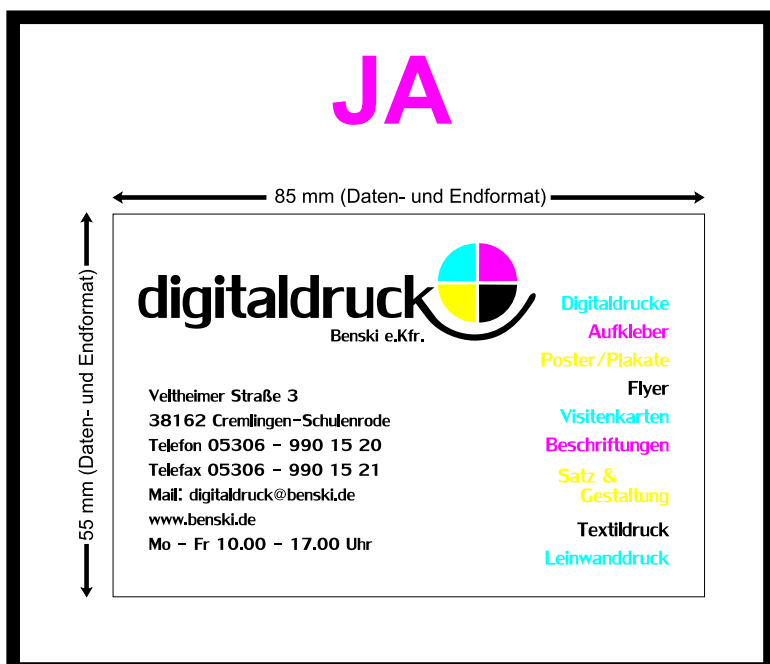 JA
85 mm (Daten- und Endformat)
55 mm (Daten- und Endformat)
digitaldruck
Benski e.Kfr.
Veltheimer Straße 3
38162 Cremlingen-Schulenrode
Telefon 05306 - 990 15 20
Telefax 05306 - 990 15 21
Mail: digitaldruck@benski.de
www.benski.de
Mo - Fr 10.00 - 17.00 Uhr
Digitaldrucke
Aufkleber
Poster/Plakate
Flyer
Visitenkarten
Beschriftungen
Satz &
Gestaltung
Textildruck
Leinwanddruck